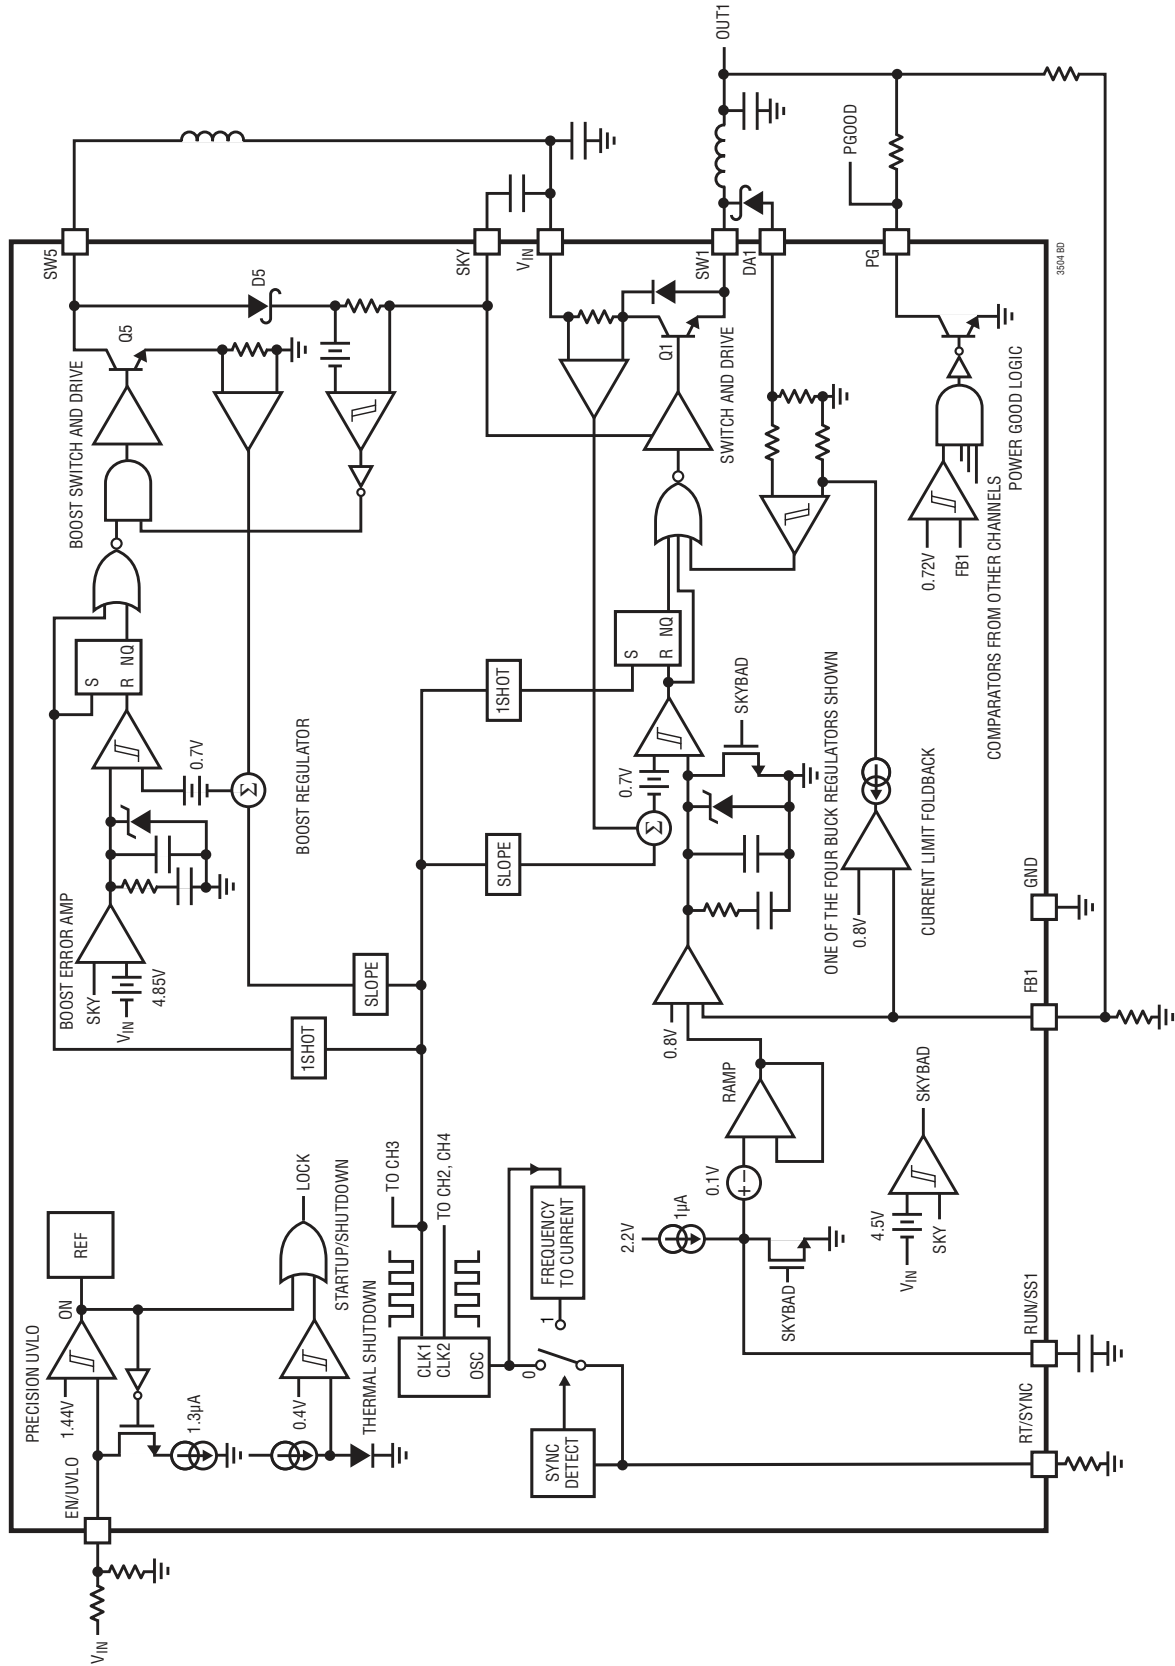 VIN
EN/UVLO
PRECISION UVLO
1.44V
ON
REF
1.3µA
0.4V
LOCK
STARTUP/SHUTDOWN
THERMAL SHUTDOWN
BOOST ERROR AMP
SKY
VIN
4.85V
S
R NQ
0.7V
Σ
BOOST REGULATOR
BOOST SWITCH AND DRIVE
Q5
D5
SW5
1SHOT
SLOPE
TO CH3
TO CH2, CH4
CLK1
CLK2
OSC
SYNC
DETECT
0
1
FREQUENCY
TO CURRENT
SLOPE
1SHOT
SKY
VIN
2.2V
1µA
0.1V
RAMP
SKYBAD
0.8V
0.7V
Σ
S
R NQ
SKYBAD
Q1
SWITCH AND DRIVE
SW1
OUT1
DA1
ONE OF THE FOUR BUCK REGULATORS SHOWN
0.8V
CURRENT LIMIT FOLDBACK
4.5V
VIN
SKY
SKYBAD
0.72V
FB1
COMPARATORS FROM OTHER CHANNELS
POWER GOOD LOGIC
PG
PGOOD
RT/SYNC
RUN/SS1
FB1
GND
3504 BD